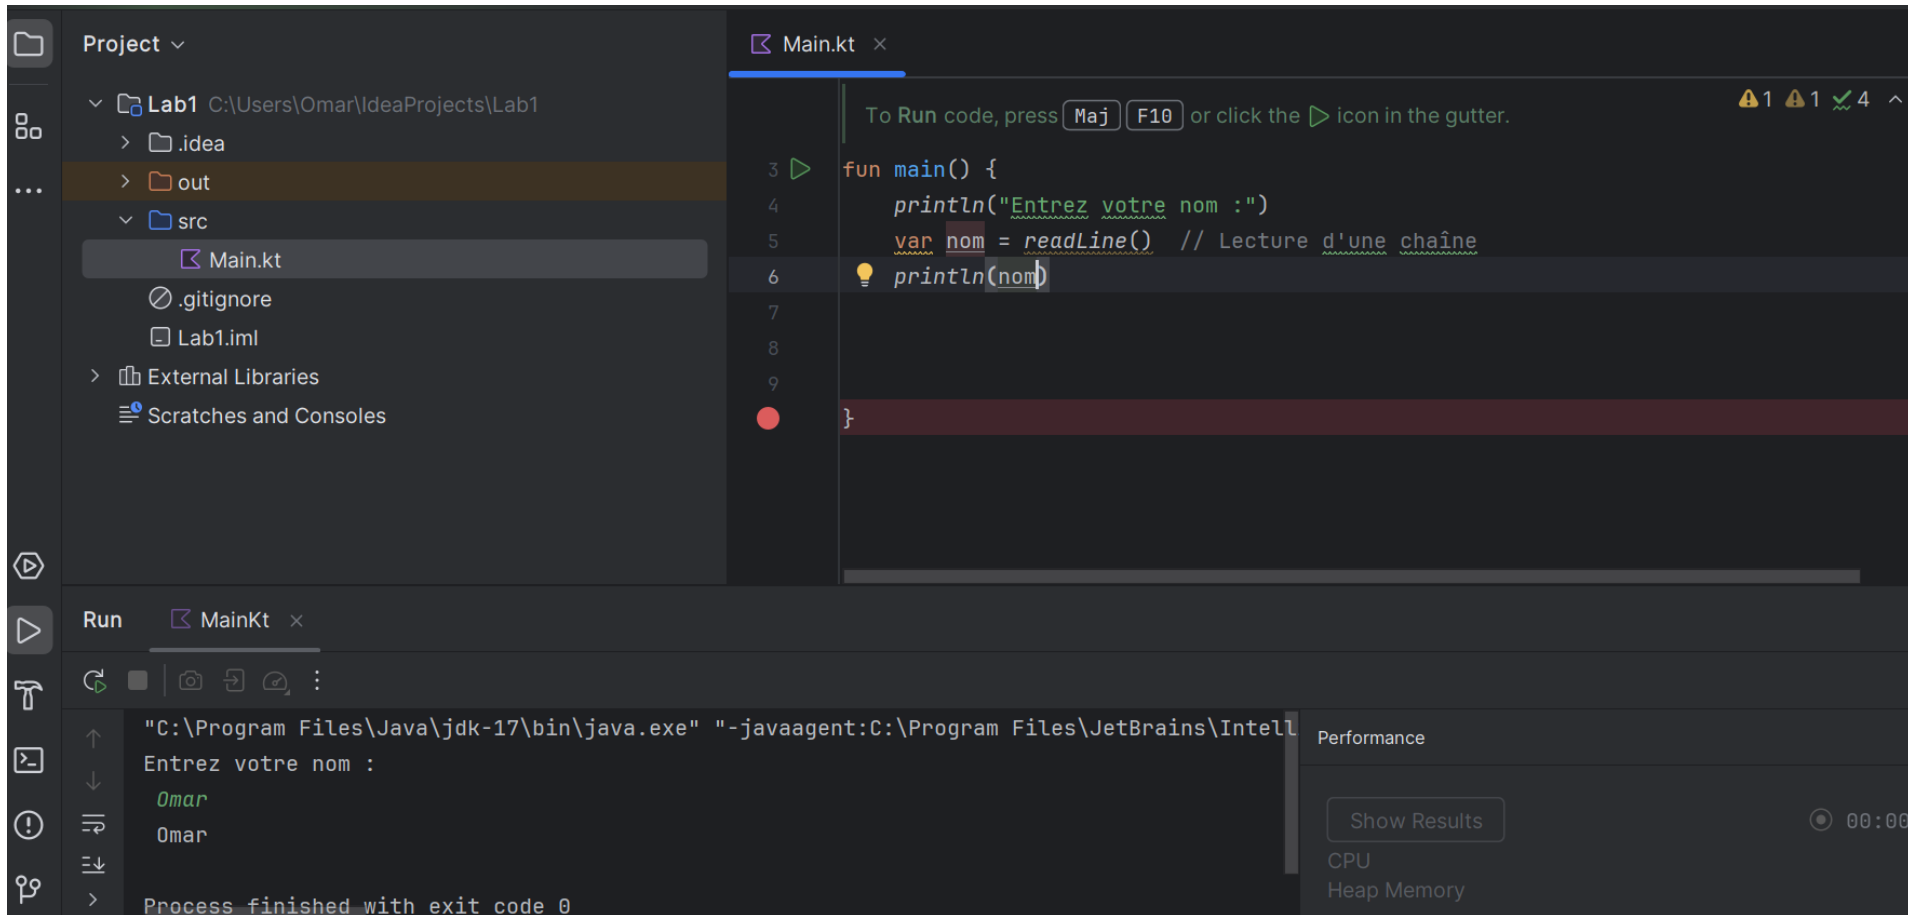 Project
Lab1 C:\Users\Omar\IdeaProjects\Lab1
.idea
out
src
Main.kt
.gitignore
Lab1.iml
External Libraries
Scratches and Consoles
Main.kt
To Run code, press Maj F10 or click the icon in the gutter.
1 1 4
3 fun main() {
4 println("Entrez votre nom :")
5 var nom = readLine() // Lecture d'une chaîne
6 println(nom)
7
8
9
}
Run MainKt
"C:\Program Files\Java\jdk-17\bin\java.exe" "-javaagent:C:\Program Files\JetBrains\Intell
Entrez votre nom :
Omar
Omar
Process finished with exit code 0
Performance
Show Results 00:00
CPU
Heap Memory